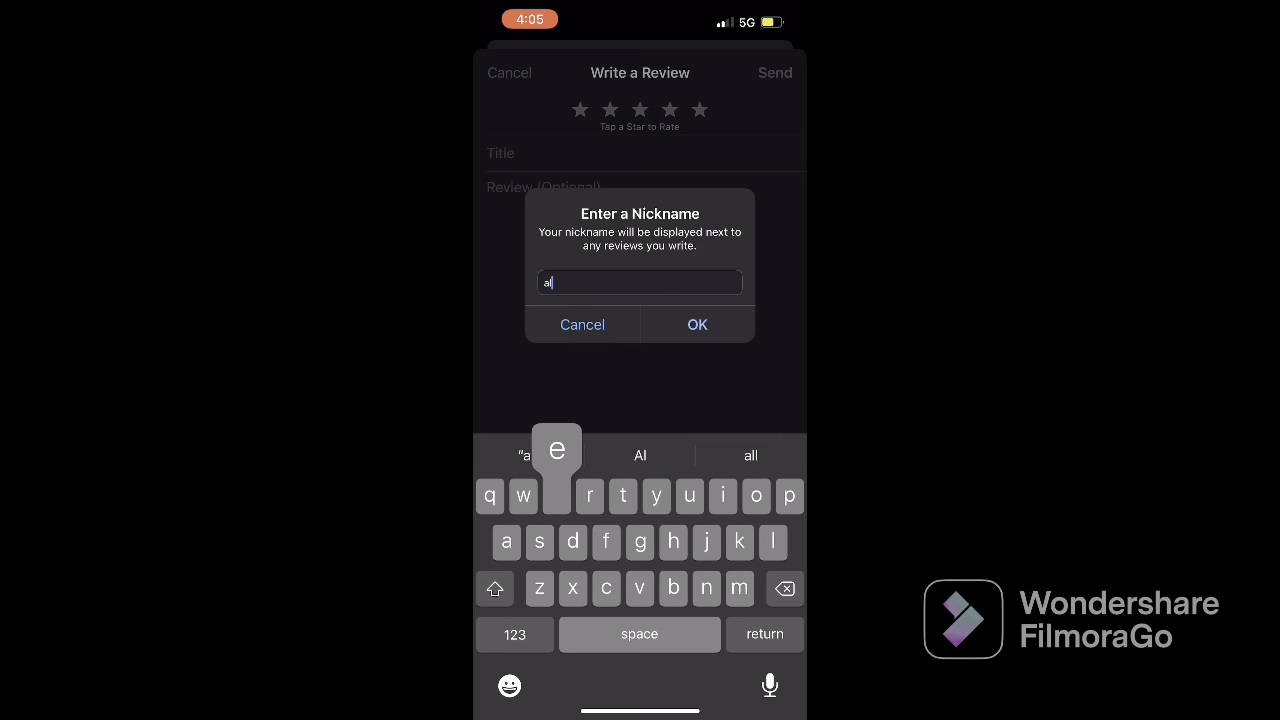 4:05
5G
Cancel
Write a Review
Send
Tap a Star to Rate
Title
Review (Optional)
Enter a Nickname
Your nickname will be displayed next to
any reviews you write.
al
Cancel
OK
"a
e
AI
all
q w r t y u i o p
a s d f g h j k l
z x c v b n m
123
space
return
Wondershare
FilmoraGo